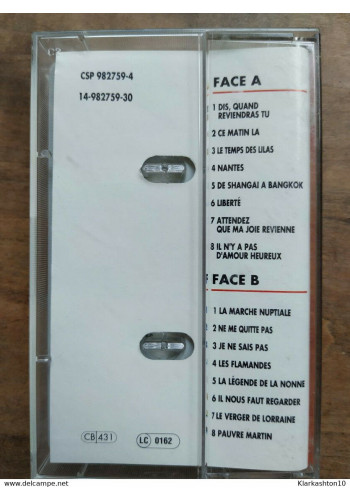 CSP 982759-4
14-982759-30
FACE A
1 DIS, QUAND
REVIENDRAS TU
2 CE MATIN LA
3 LE TEMPS DES LILAS
4 NANTES
5 DE SHANGAI A BANGKOK
6 LIBERTÉ
7 ATTENDEZ
QUE MA JOIE REVIENNE
8 IL N'Y A PAS
D'AMOUR HEUREUX
FACE B
1 LA MARCHE NUPTIALE
2 NE ME QUITTE PAS
3 JE NE SAIS PAS
4 LES FLAMANDES
5 LA LÉGENDE DE LA NONNE
6 IL NOUS FAUT REGARDER
7 LE VERGER DE LORRAINE
8 PAUVRE MARTIN
CB 431
LC 0162
www.delcampe.net
Klarkashton10